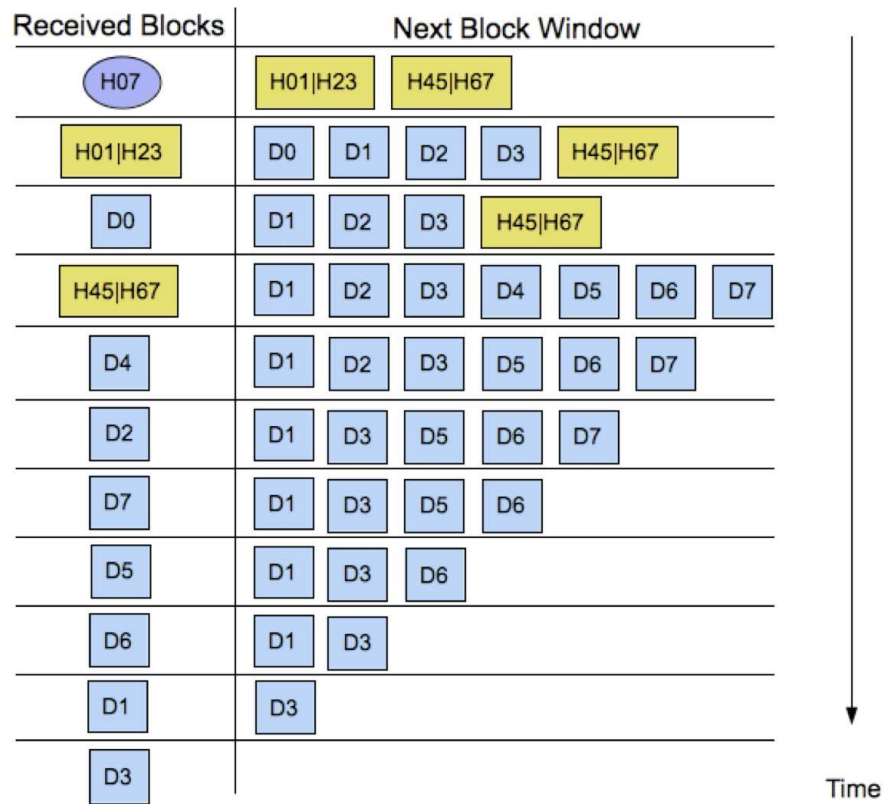 Received Blocks Next Block Window
H07 H01|H23 H45|H67
H01|H23 D0 D1 D2 D3 H45|H67
D0 D1 D2 D3 H45|H67
H45|H67 D1 D2 D3 D4 D5 D6 D7
D4 D1 D2 D3 D5 D6 D7
D2 D1 D3 D5 D6 D7
D7 D1 D3 D5 D6
D5 D1 D3 D6
D6 D1 D3
D1 D3
D3
Time